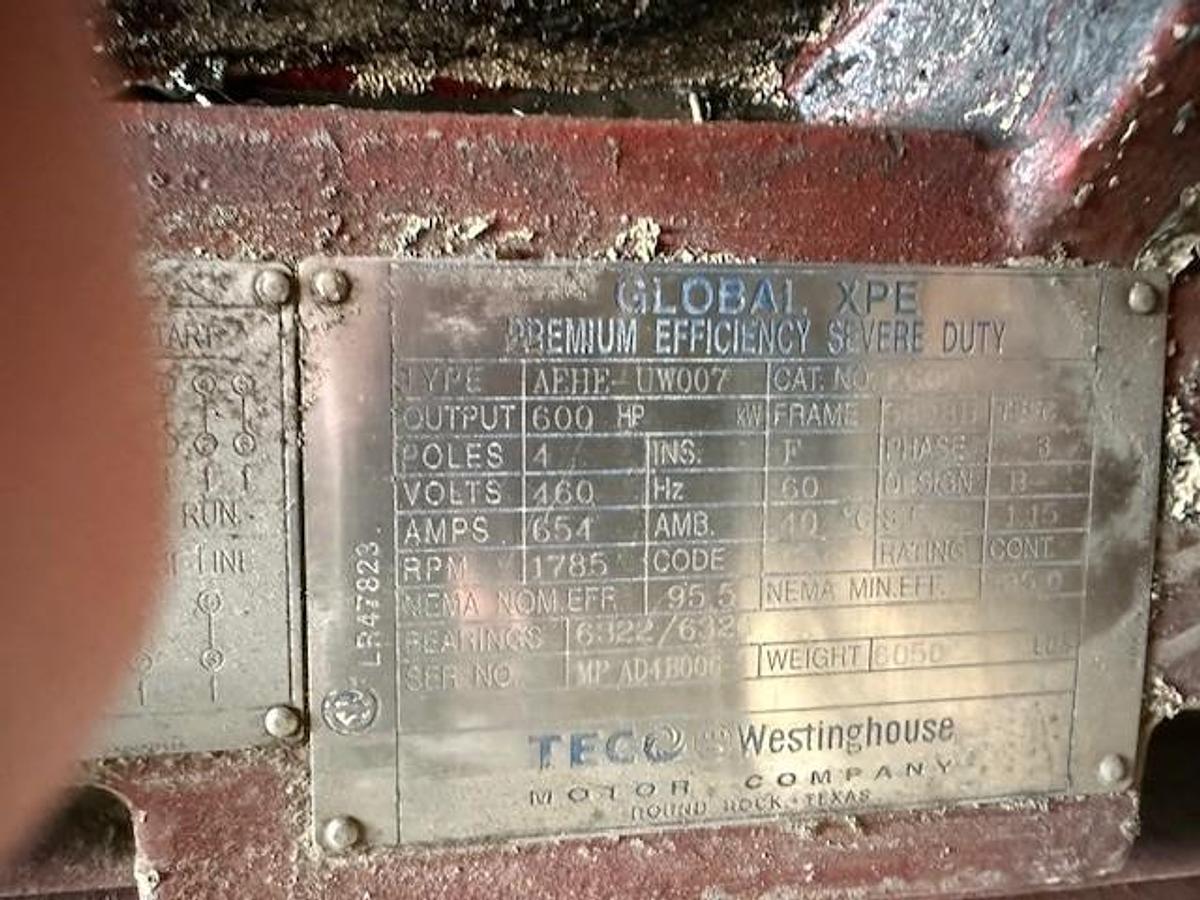 GLOBAL XPE
PREMIUM EFFICIENCY SEVERE DUTY
TYPE AEHE-UW007 CAT. NO.
OUTPUT 600 HP kW FRAME
POLES 4 INS. F PHASE 3
VOLTS 460 Hz 60 DESIGN B
AMPS 654 AMB. 40 °C S.F. 1.15
RPM 1785 CODE RATING CONT.
NEMA NOM.EFF. 95.5 NEMA MIN.EFF.
BEARINGS
SER NO. WEIGHT LBS
TECO Westinghouse
MOTOR COMPANY
ROUND ROCK, TEXAS
LR47823.
START
RUN
LINE